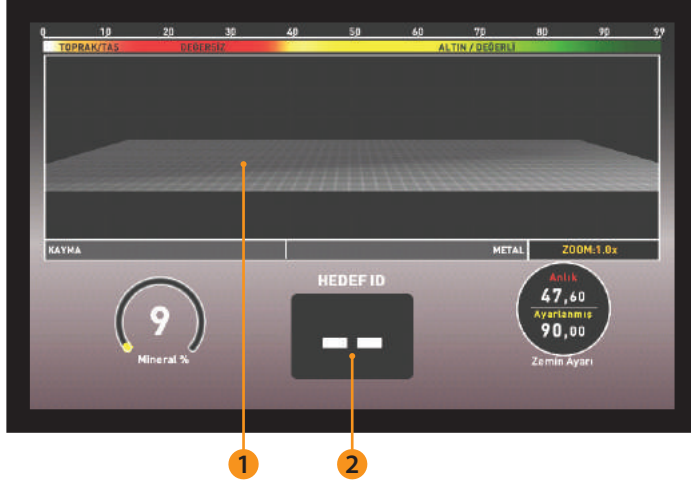 0 10 20 30 40 50 60 70 80 90 99
TOPRAK/TAŞ DEĞERSİZ ALTIN / DEĞERLİ
KAYMA METAL ZOOM:1.0x
HEDEF ID
9
Mineral %
-- 
Anlık
47,60
Ayarlanmış
90,00
Zemin Ayarı
1 2